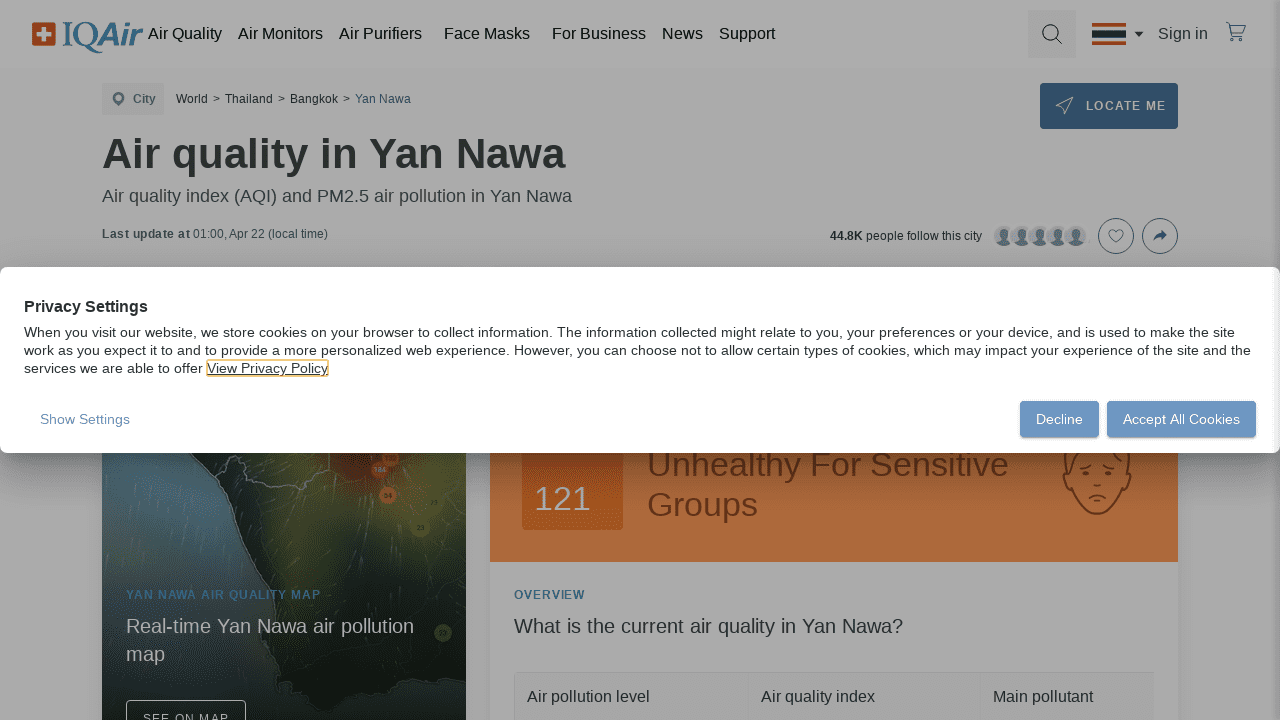 IQAir Air Quality Air Monitors Air Purifiers Face Masks For Business News Support Sign in
City World > Thailand > Bangkok > Yan Nawa
LOCATE ME
Air quality in Yan Nawa
Air quality index (AQI) and PM2.5 air pollution in Yan Nawa
Last update at 01:00, Apr 22 (local time)
44.8K people follow this city
Privacy Settings
When you visit our website, we store cookies on your browser to collect information. The information collected might relate to you, your preferences or your device, and is used to make the site
work as you expect it to and to provide a more personalized web experience. However, you can choose not to allow certain types of cookies, which may impact your experience of the site and the
services we are able to offer View Privacy Policy
Show Settings
Decline
Accept All Cookies
121
Unhealthy For Sensitive
Groups
YAN NAWA AIR QUALITY MAP
Real-time Yan Nawa air pollution
map
SEE ON MAP
OVERVIEW
What is the current air quality in Yan Nawa?
Air pollution level Air quality index Main pollutant